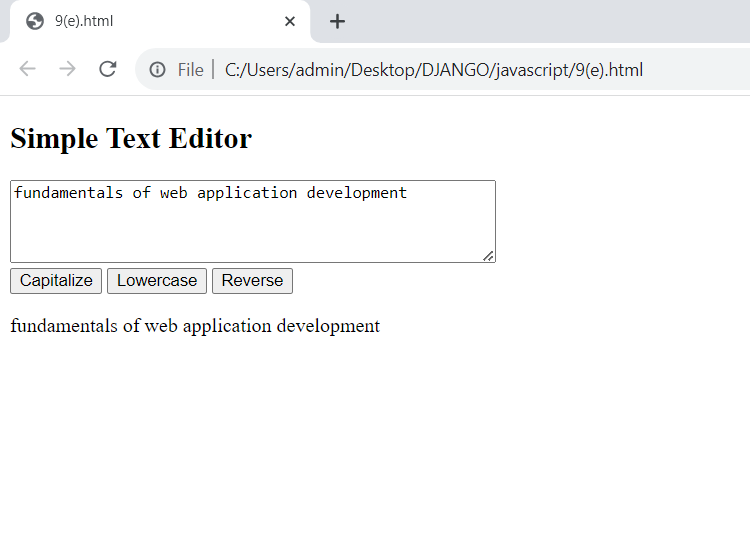 9(e).html
File C:/Users/admin/Desktop/DJANGO/javascript/9(e).html
Simple Text Editor
fundamentals of web application development
Capitalize Lowercase Reverse
fundamentals of web application development